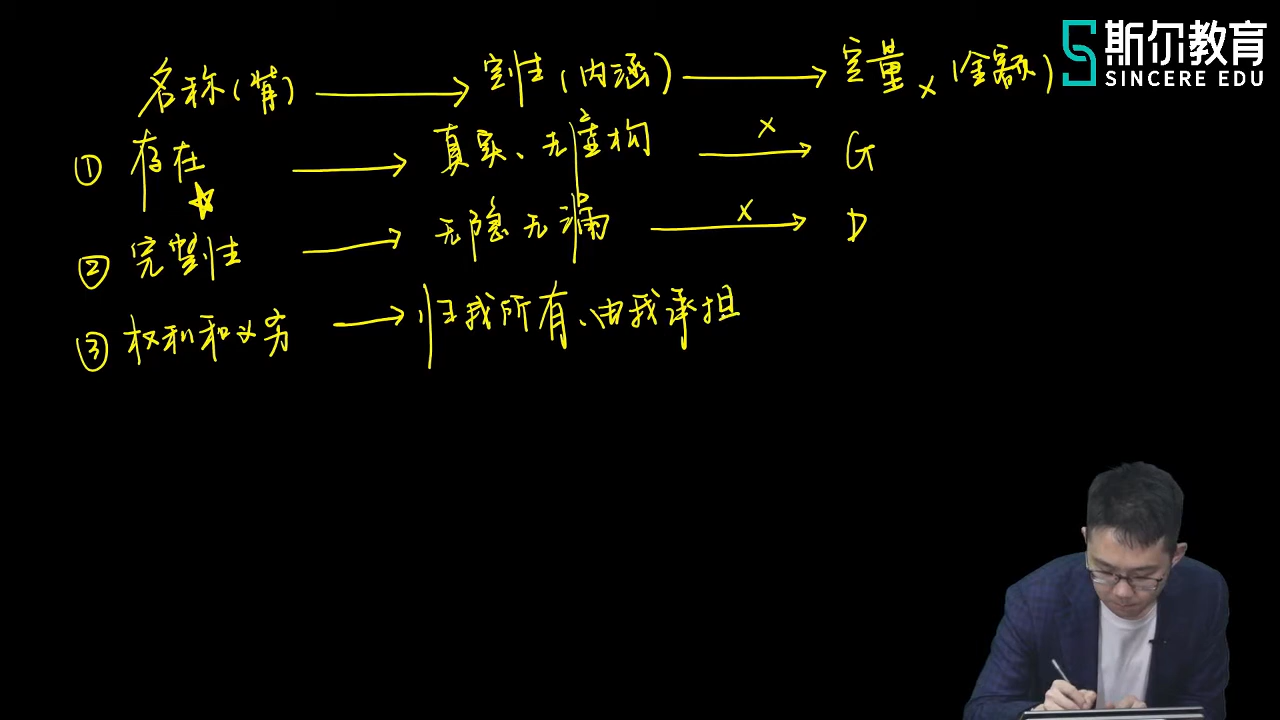 斯尔教育
SINCERE EDU
名称(背) → 定性(内涵) → 定量 × (金额)
① 存在 → 真实、无虚构 × → G
② 完整性 → 无隐无漏 × → D
③ 权利和义务 → 归我所有、由我承担